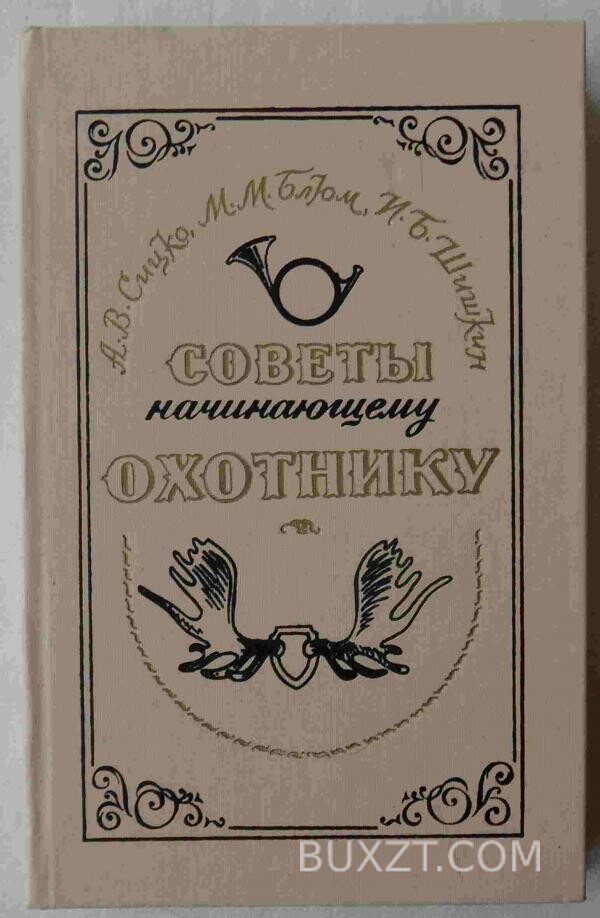 А. В. Сицко, М. М. Блюм, И. Б. Шишкин
СОВЕТЫ
начинающему
ОХОТНИКУ
BUXZT.COM